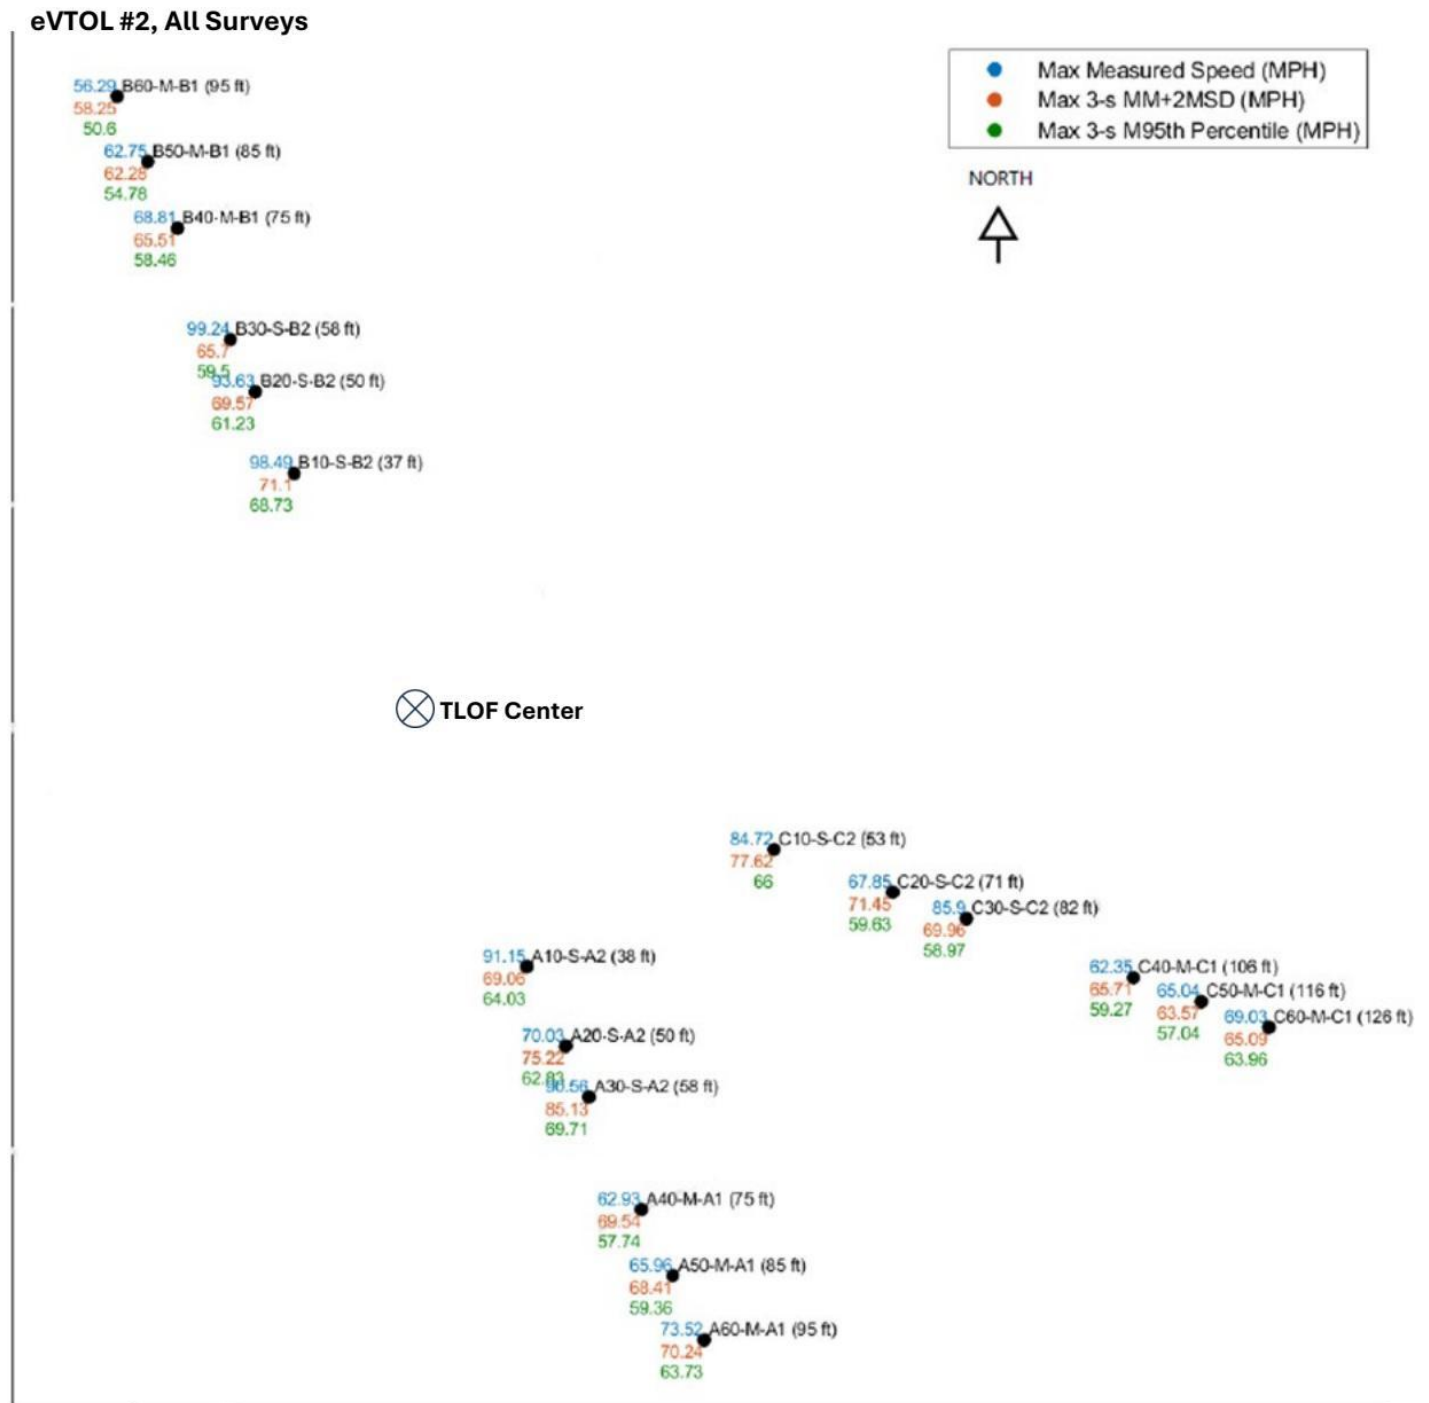 eVTOL #2, All Surveys
Max Measured Speed (MPH)
Max 3-s MM+2MSD (MPH)
Max 3-s M95th Percentile (MPH)
NORTH
56.29 B60-M-B1 (95 ft)
58.25
50.6
62.75 B50-M-B1 (85 ft)
62.28
54.78
68.81 B40-M-B1 (75 ft)
65.51
58.46
99.24 B30-S-B2 (58 ft)
65.7
59.5
93.63 B20-S-B2 (50 ft)
69.57
61.23
98.49 B10-S-B2 (37 ft)
71.1
68.73
TLOF Center
84.72 C10-S-C2 (53 ft)
77.62
66
67.85 C20-S-C2 (71 ft)
71.45
59.63
85.9 C30-S-C2 (82 ft)
69.96
58.97
91.15 A10-S-A2 (38 ft)
69.06
64.03
62.35 C40-M-C1 (106 ft)
65.71
59.27
65.04 C50-M-C1 (116 ft)
63.57
57.04
69.03 C60-M-C1 (126 ft)
65.09
63.96
70.03 A20-S-A2 (50 ft)
75.22
A30-S-A2 (58 ft)
85.13
69.71
62.93 A40-M-A1 (75 ft)
69.54
57.74
65.96 A50-M-A1 (85 ft)
68.41
59.36
73.52 A60-M-A1 (95 ft)
70.24
63.73